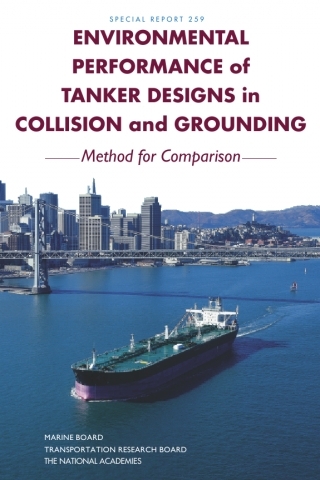 SPECIAL REPORT 259
ENVIRONMENTAL
PERFORMANCE of
TANKER DESIGNS in
COLLISION and GROUNDING
Method for Comparison
MARINE BOARD
TRANSPORTATION RESEARCH BOARD
THE NATIONAL ACADEMIES